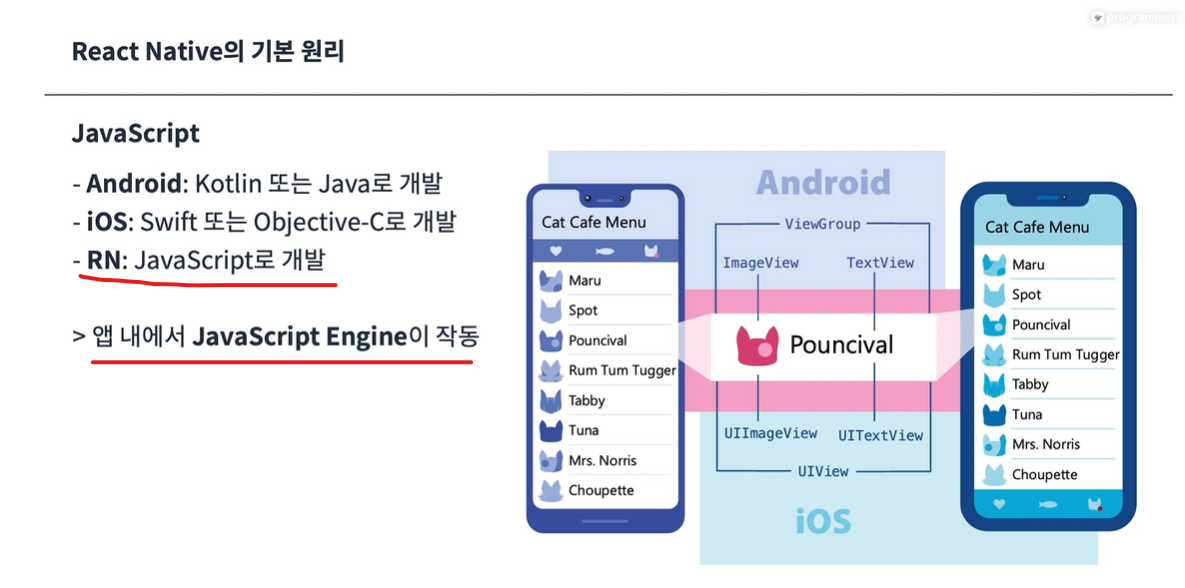 programmers
React Native의 기본 원리
JavaScript
- Android: Kotlin 또는 Java로 개발
- iOS: Swift 또는 Objective-C로 개발
- RN: JavaScript로 개발
> 앱 내에서 JavaScript Engine이 작동
Cat Cafe Menu
Maru
Spot
Pouncival
Rum Tum Tugger
Tabby
Tuna
Mrs. Norris
Choupette
Android
ViewGroup
ImageView
TextView
Pouncival
UIImageView
UITextView
UIView
iOS
Cat Cafe Menu
Maru
Spot
Pouncival
Rum Tum Tugger
Tabby
Tuna
Mrs. Norris
Choupette